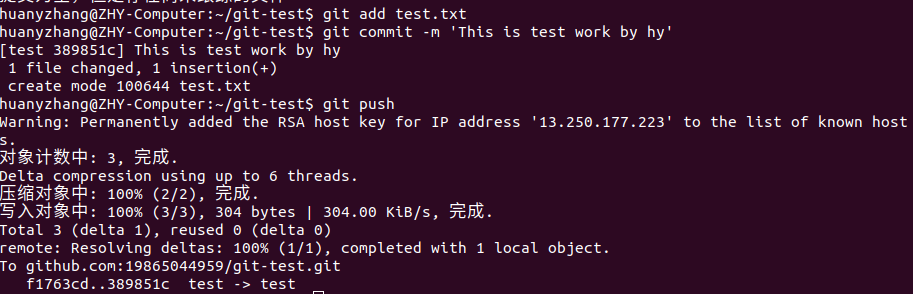 huanyzhang@ZHY-Computer:~/git-test$ git add test.txt
huanyzhang@ZHY-Computer:~/git-test$ git commit -m 'This is test work by hy'
[test 389851c] This is test work by hy
 1 file changed, 1 insertion(+)
 create mode 100644 test.txt
huanyzhang@ZHY-Computer:~/git-test$ git push
Warning: Permanently added the RSA host key for IP address '13.250.177.223' to the list of known host
s.
对象计数中: 3, 完成.
Delta compression using up to 6 threads.
压缩对象中: 100% (2/2), 完成.
写入对象中: 100% (3/3), 304 bytes | 304.00 KiB/s, 完成.
Total 3 (delta 1), reused 0 (delta 0)
remote: Resolving deltas: 100% (1/1), completed with 1 local object.
To github.com:19865044959/git-test.git
   f1763cd..389851c  test -> test